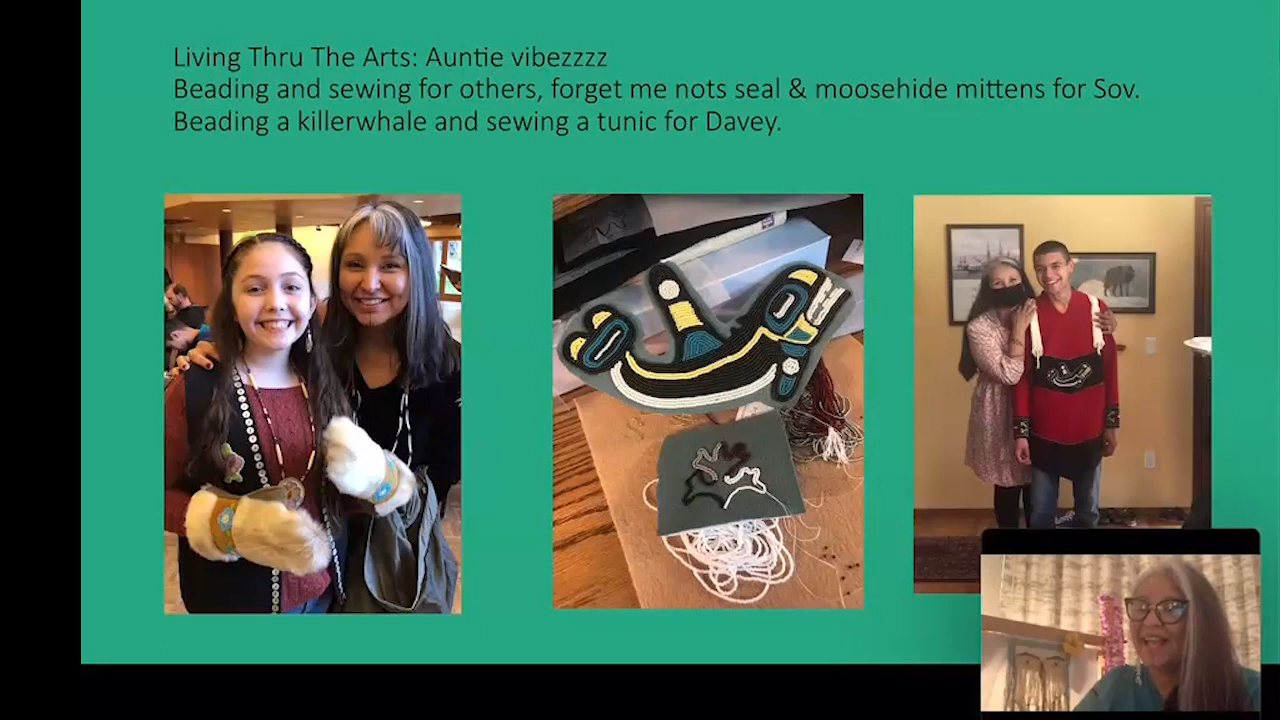 Living Thru The Arts: Auntie vibezzzz
Beading and sewing for others, forget me nots seal & moosehide mittens for Sov.
Beading a killerwhale and sewing a tunic for Davey.